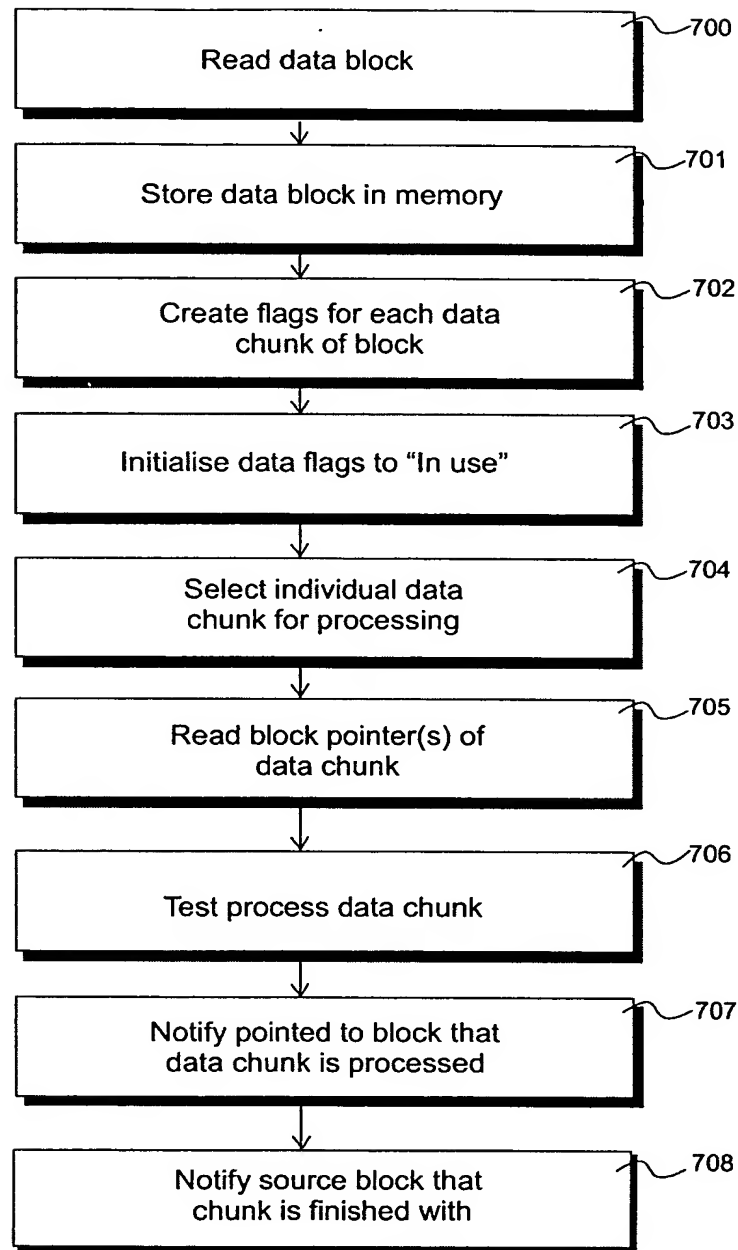 700
Read data block
701
Store data block in memory
702
Create flags for each data
chunk of block
703
Initialise data flags to “In use”
704
Select individual data
chunk for processing
705
Read block pointer(s) of
data chunk
706
Test process data chunk
707
Notify pointed to block that
data chunk is processed
708
Notify source block that
chunk is finished with